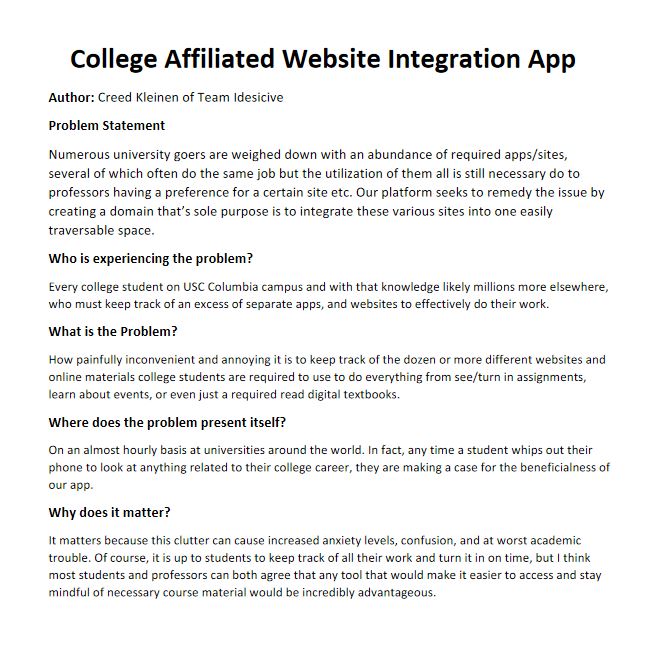 College Affiliated Website Integration App
Author: Creed Kleinen of Team Idesicive
Problem Statement
Numerous university goers are weighed down with an abundance of required apps/sites,
several of which often do the same job but the utilization of them all is still necessary do to
professors having a preference for a certain site etc. Our platform seeks to remedy the issue by
creating a domain that’s sole purpose is to integrate these various sites into one easily
traversable space.
Who is experiencing the problem?
Every college student on USC Columbia campus and with that knowledge likely millions more elsewhere,
who must keep track of an excess of separate apps, and websites to effectively do their work.
What is the Problem?
How painfully inconvenient and annoying it is to keep track of the dozen or more different websites and
online materials college students are required to use to do everything from see/turn in assignments,
learn about events, or even just a required read digital textbooks.
Where does the problem present itself?
On an almost hourly basis at universities around the world. In fact, any time a student whips out their
phone to look at anything related to their college career, they are making a case for the beneficialness of
our app.
Why does it matter?
It matters because this clutter can cause increased anxiety levels, confusion, and at worst academic
trouble. Of course, it is up to students to keep track of all their work and turn it in on time, but I think
most students and professors can both agree that any tool that would make it easier to access and stay
mindful of necessary course material would be incredibly advantageous.